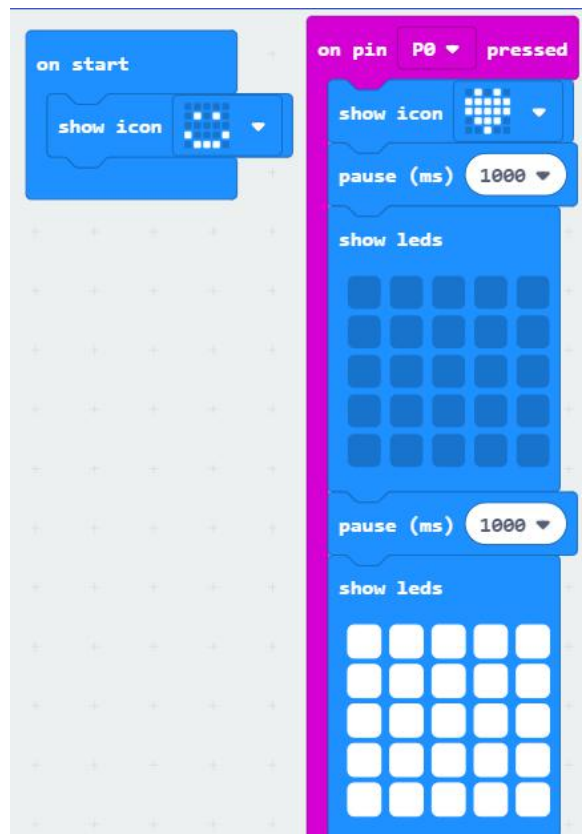 on start
show icon
on pin P0 pressed
show icon
pause (ms) 1000
show leds
pause (ms) 1000
show leds